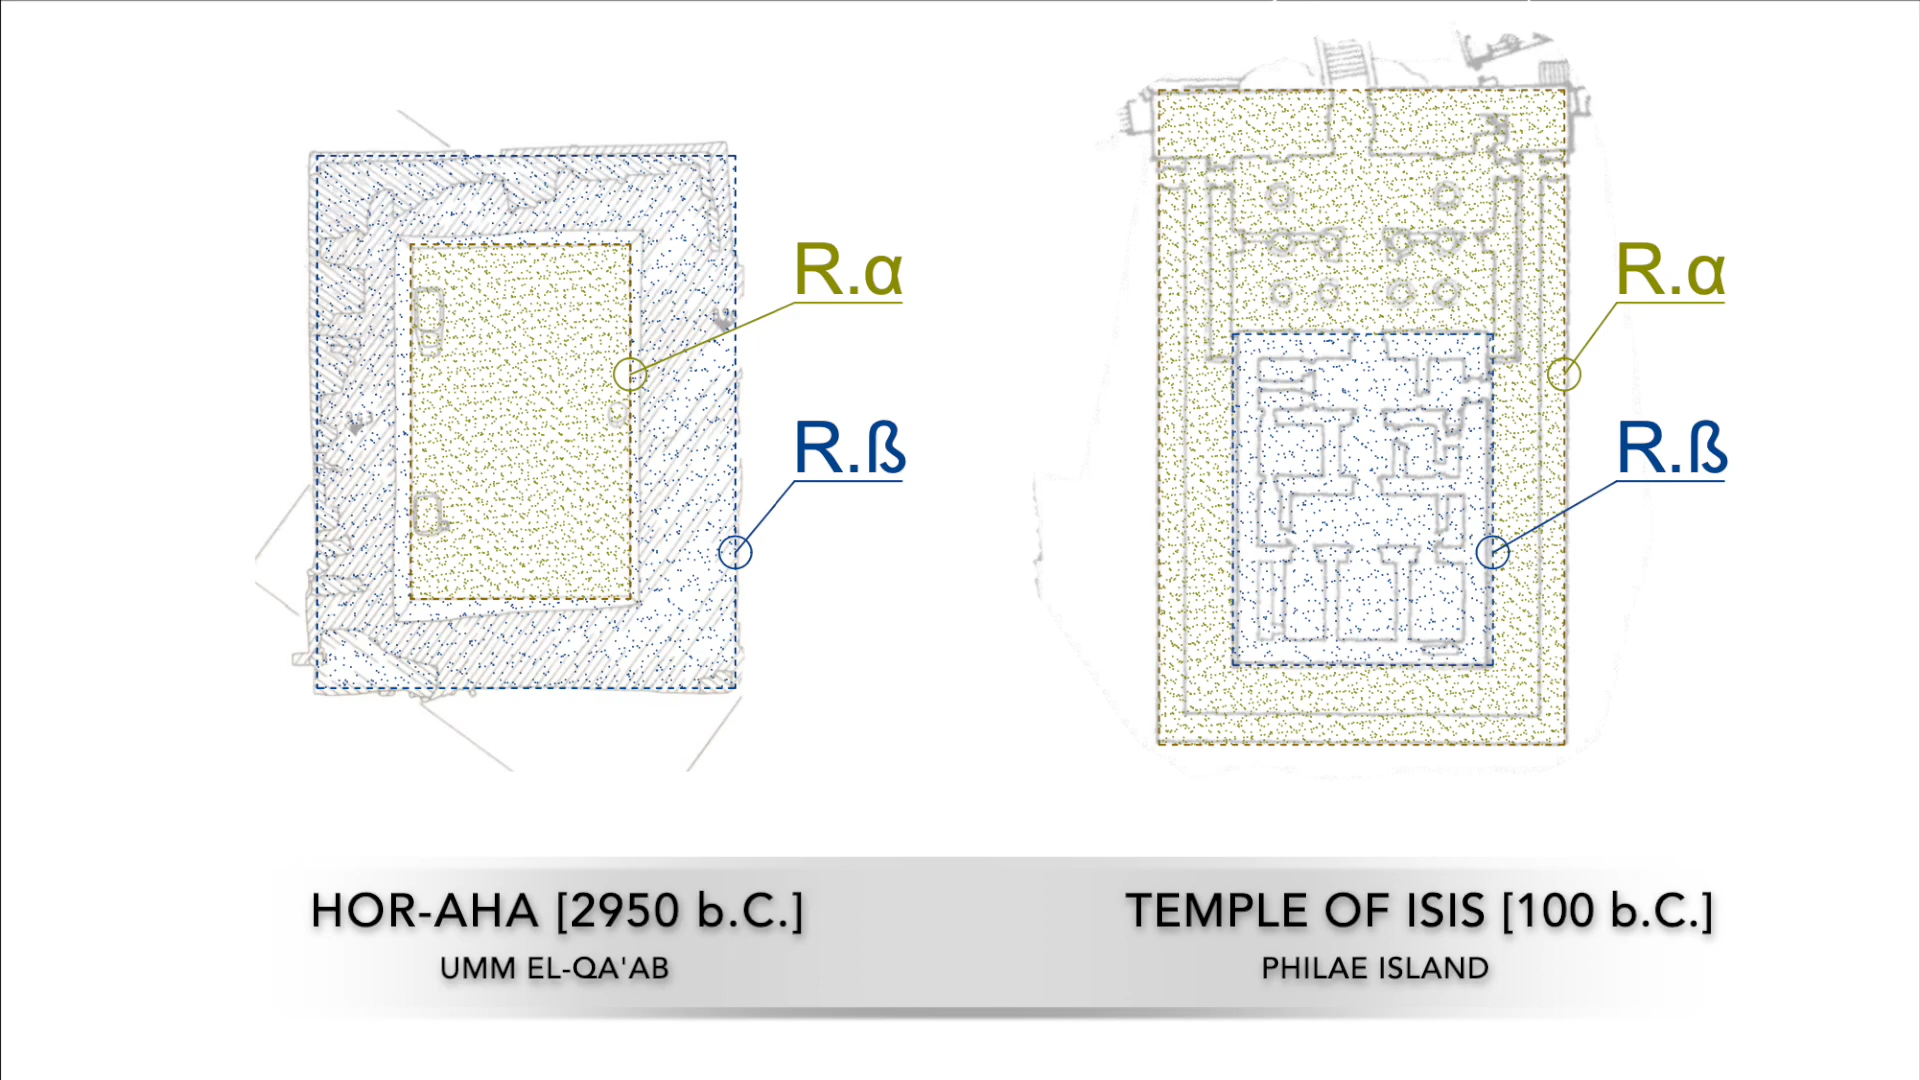 R.α
R.ß
R.α
R.ß
HOR-AHA [2950 b.C.]
UMM EL-QA'AB
TEMPLE OF ISIS [100 b.C.]
PHILAE ISLAND